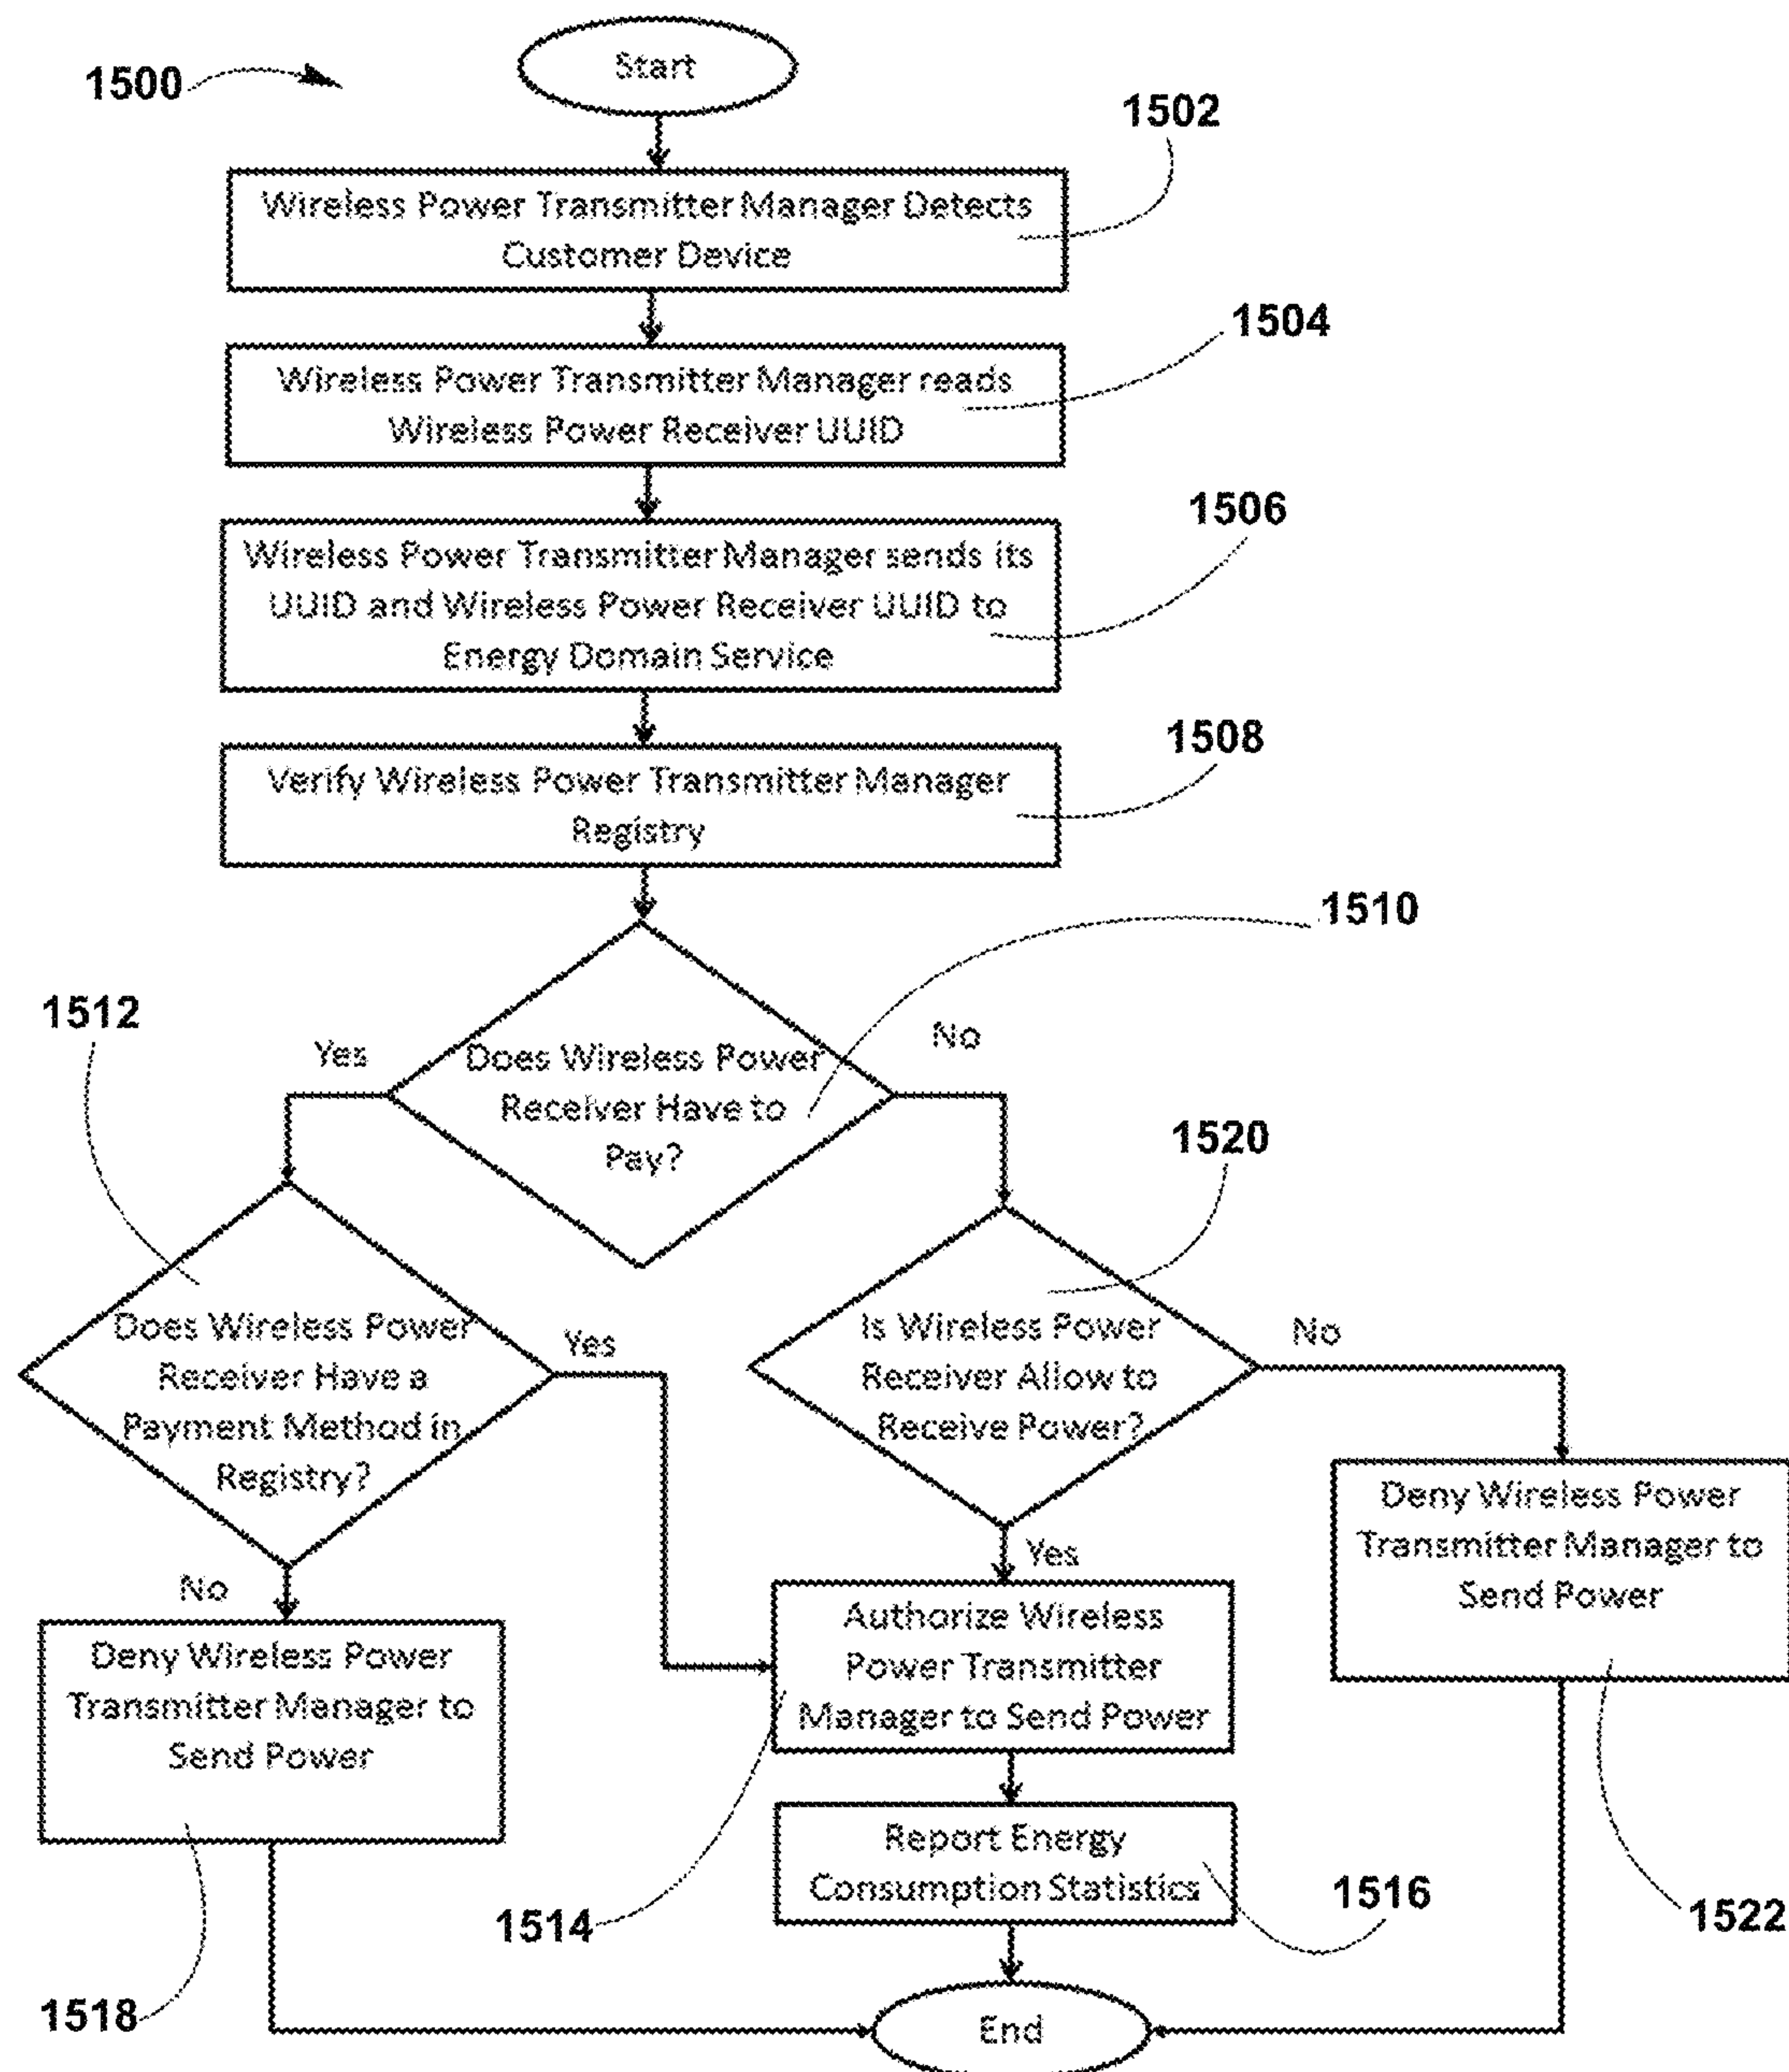 Start
1500
1502
Wireless Power Transmitter Manager Detects
Customer Device
1504
Wireless Power Transmitter Manager reads
Wireless Power Receiver UUID
1506
Wireless Power Transmitter Manager sends its
UUID and Wireless Power Receiver UUID to
Energy Domain Service
1508
Verify Wireless Power Transmitter Manager
Registry
1510
1512
Yes
No
Does Wireless Power
Receiver Have to
Pay?
1520
Does Wireless Power
Receiver Have a
Payment Method in
Registry?
Yes
Is Wireless Power
Receiver Allow to
Receive Power?
No
No
Yes
Deny Wireless Power
Transmitter Manager to
Send Power
Deny Wireless Power
Transmitter Manager to
Send Power
Authorize Wireless
Power Transmitter
Manager to Send Power
Report Energy
Consumption Statistics
1514
1516
1522
1518
End